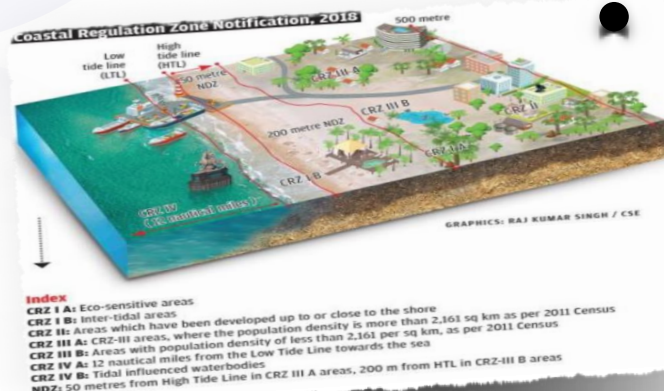 Coastal Regulation Zone Notification, 2018
500 metre
Low
tide line
(LTL)
High
tide line
(HTL)
50 metre
NDZ
CRZ III A
CRZ III B
CRZ II
200 metre NDZ
CRZ I A
CRZ I B
CRZ IV
(12 nautical miles)
GRAPHICS: RAJ KUMAR SINGH / CSE
Index
CRZ I A: Eco-sensitive areas
CRZ I B: Inter-tidal areas
CRZ II: Areas which have been developed up to or close to the shore
CRZ III A: CRZ-III areas, where the population density is more than 2,161 sq km as per 2011 Census
CRZ III B: Areas with population density of less than 2,161 per sq km, as per 2011 Census
CRZ IV A: 12 nautical miles from the Low Tide Line towards the sea
CRZ IV B: Tidal influenced waterbodies
NDZ: 50 metres from High Tide Line in CRZ III A areas, 200 m from HTL in CRZ-III B areas